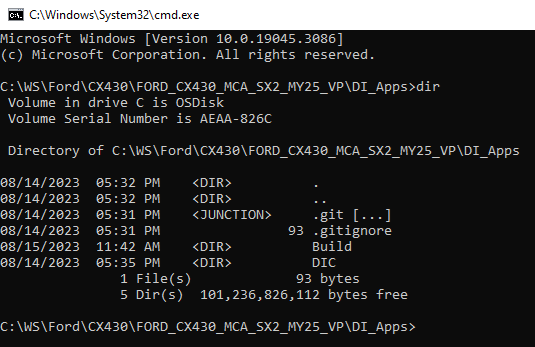 C:\Windows\System32\cmd.exe
Microsoft Windows [Version 10.0.19045.3086]
(c) Microsoft Corporation. All rights reserved.
C:\WS\Ford\CX430\FORD_CX430_MCA_SX2_MY25_VP\DI_Apps>dir
 Volume in drive C is OSDisk
 Volume Serial Number is AEAA-826C
 Directory of C:\WS\Ford\CX430\FORD_CX430_MCA_SX2_MY25_VP\DI_Apps
08/14/2023  05:32 PM    <DIR>          .
08/14/2023  05:32 PM    <DIR>          ..
08/14/2023  05:31 PM    <JUNCTION>     .git [...]
08/14/2023  05:31 PM                93 .gitignore
08/15/2023  11:42 AM    <DIR>          Build
08/14/2023  05:35 PM    <DIR>          DIC
               1 File(s)             93 bytes
               5 Dir(s)  101,236,826,112 bytes free
C:\WS\Ford\CX430\FORD_CX430_MCA_SX2_MY25_VP\DI_Apps>